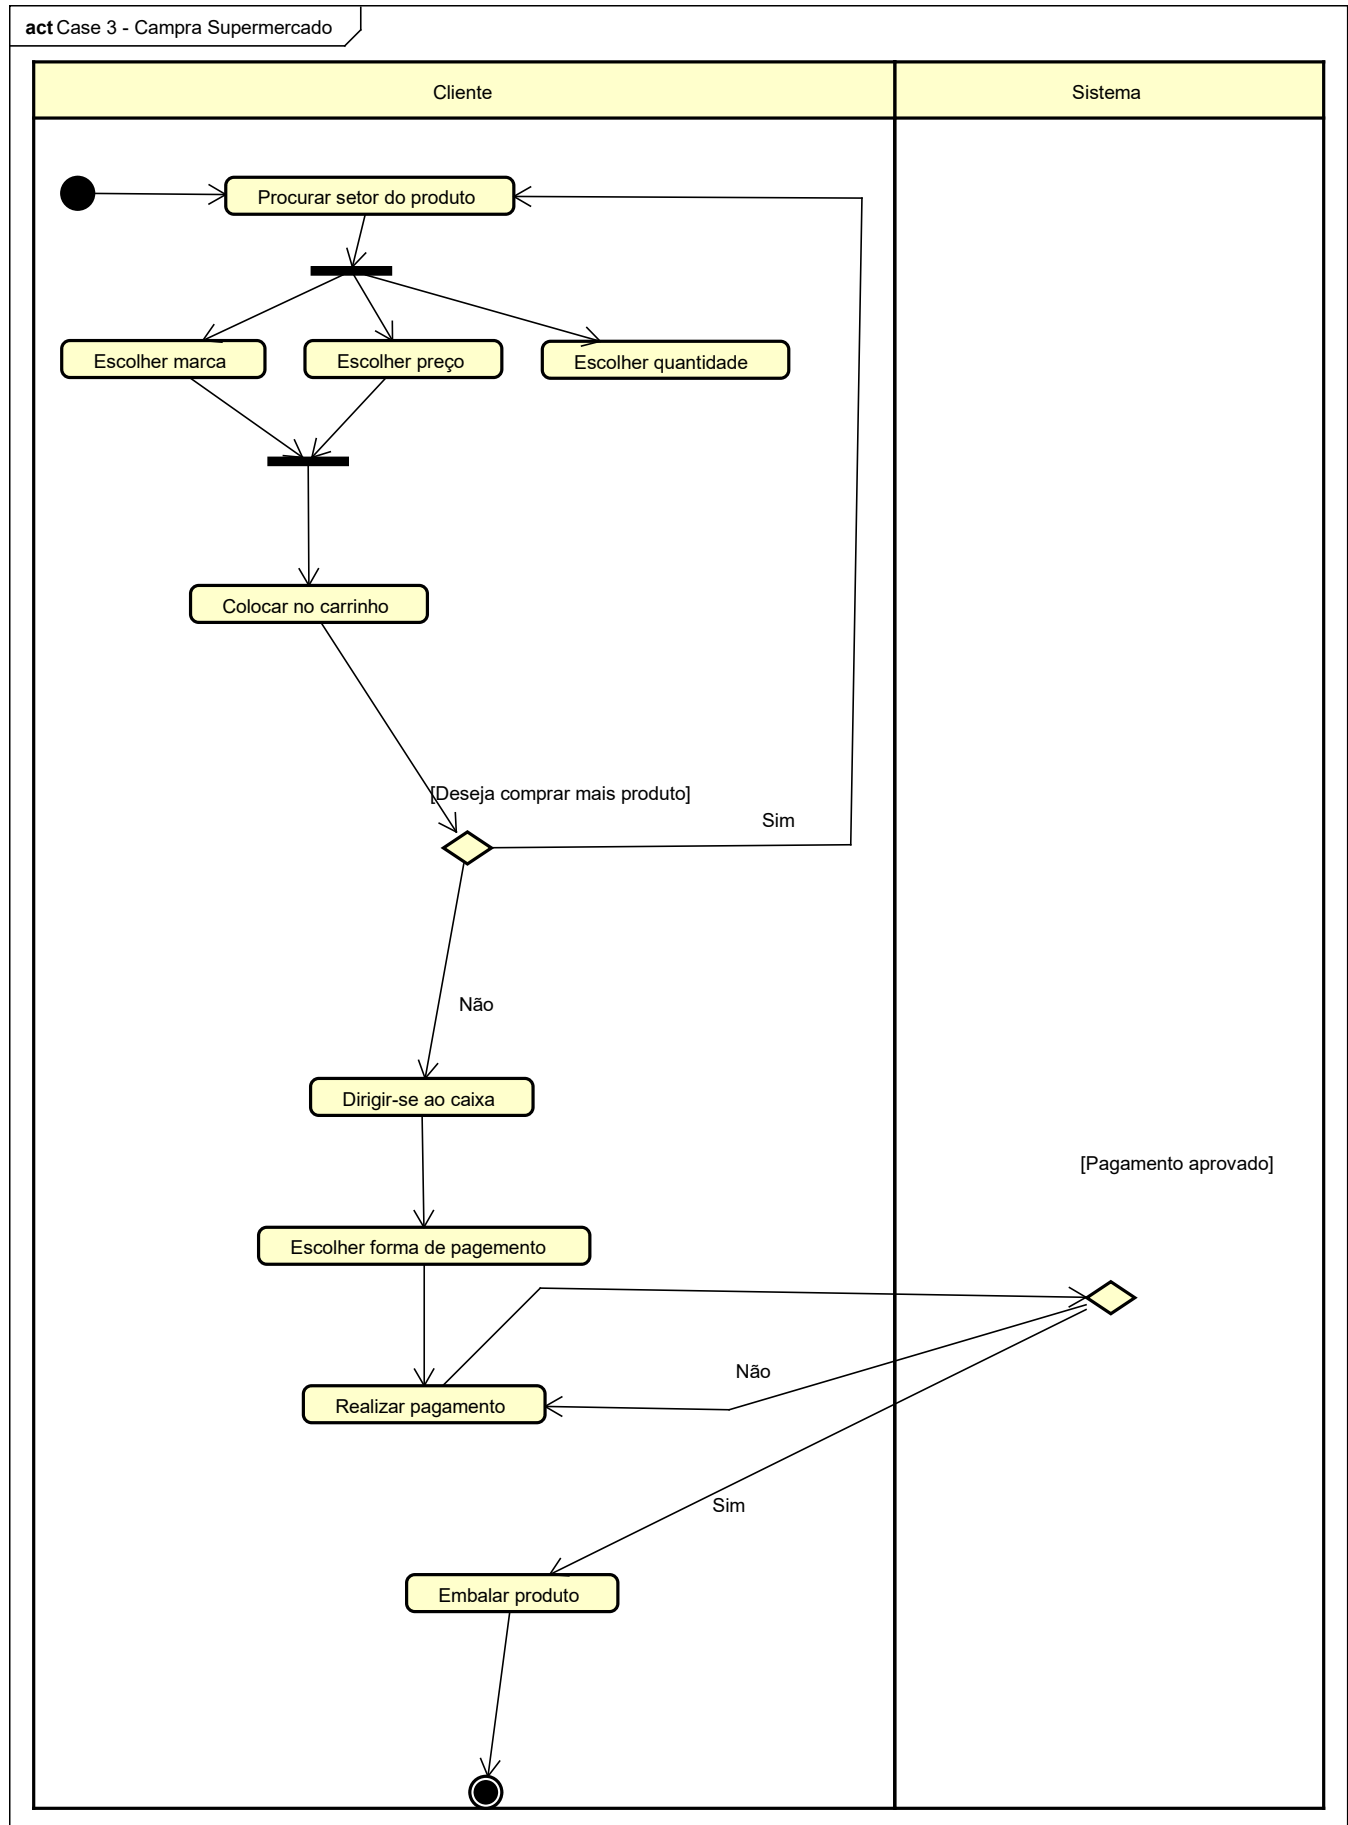 act Case 3 - Campra Supermercado
Cliente
Sistema
Procurar setor do produto
Escolher marca
Escolher preço
Escolher quantidade
Colocar no carrinho
[Deseja comprar mais produto]
Sim
Não
Dirigir-se ao caixa
[Pagamento aprovado]
Escolher forma de pagemento
Não
Realizar pagamento
Sim
Embalar produto